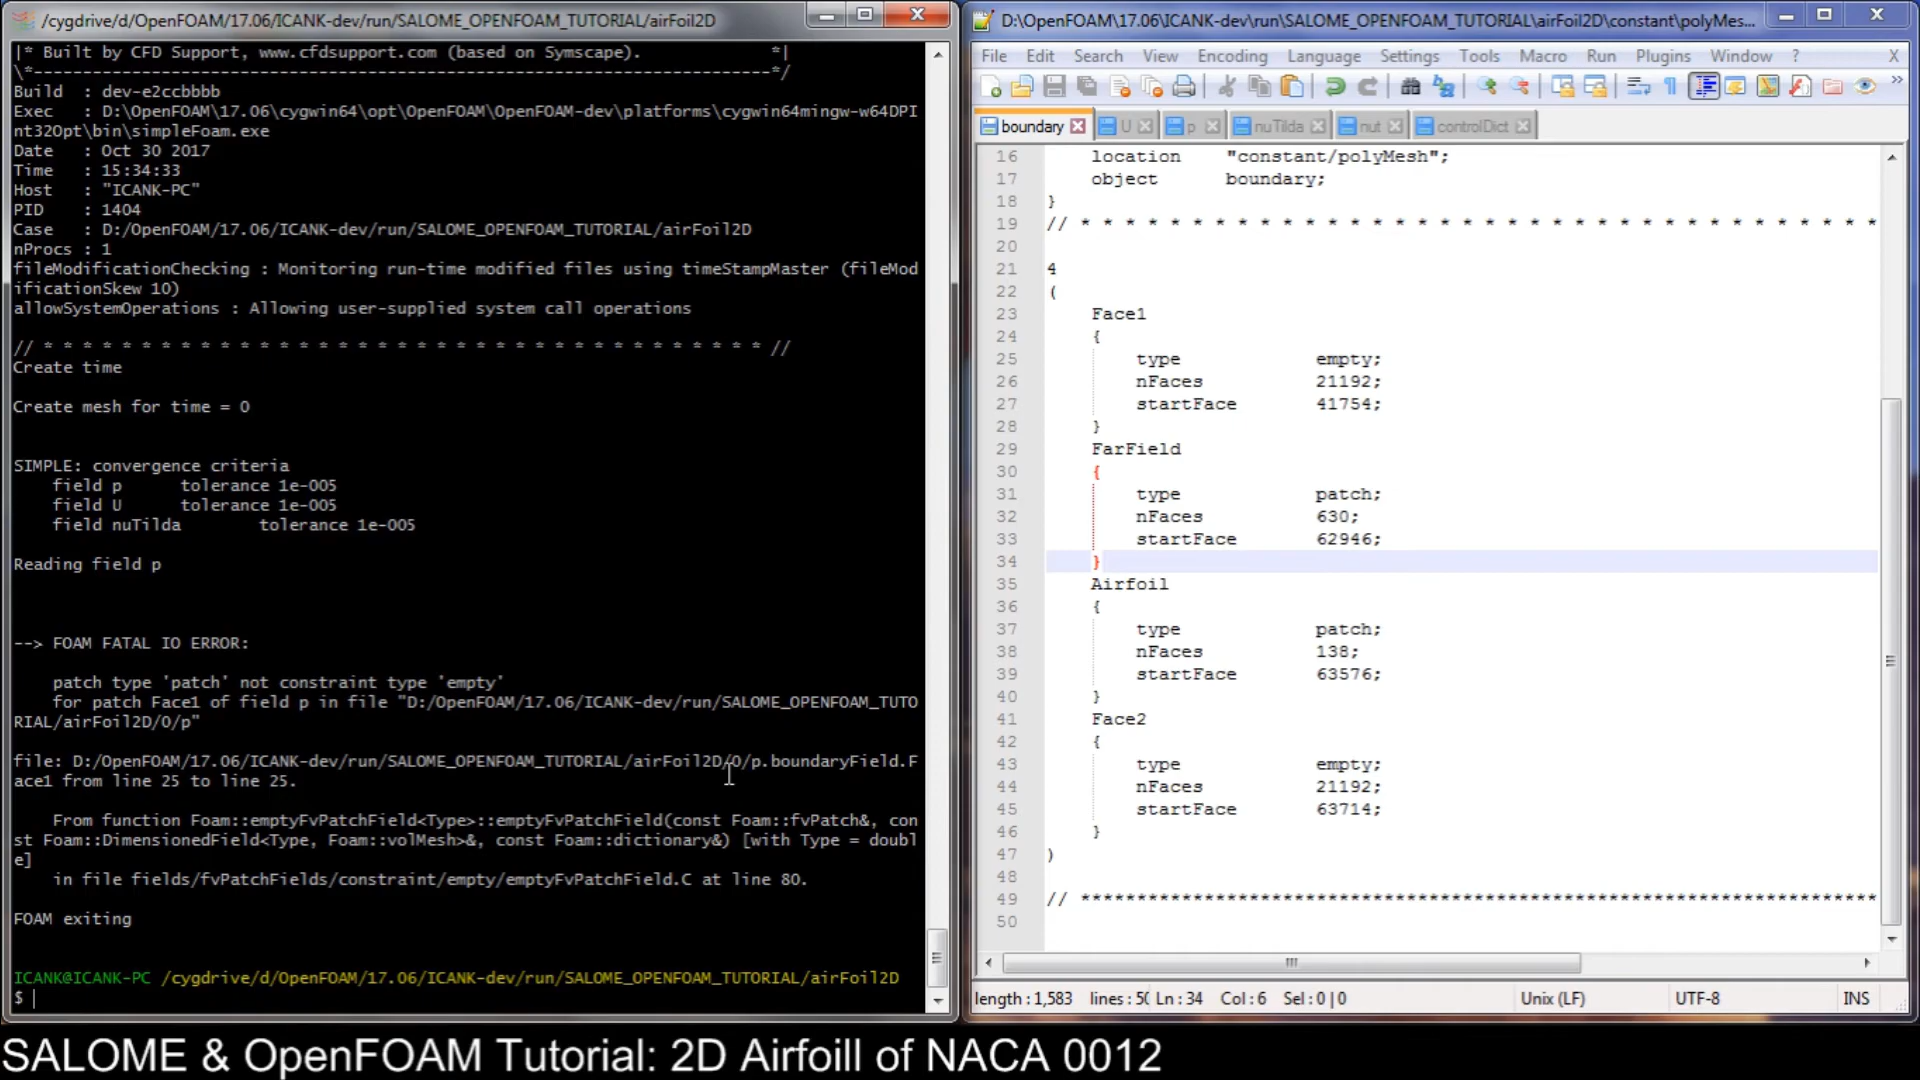 /cygdrive/d/OpenFOAM/17.06/ICANK-dev/run/SALOME_OPENFOAM_TUTORIAL/airFoil2D
|* Built by CFD Support, www.cfdsupport.com (based on Symscape). *|
\*---------------------------------------------------------------------------*/
Build : dev-e2ccbbbb
Exec : D:\OpenFOAM\17.06\cygwin64\opt\OpenFOAM\OpenFOAM-dev\platforms\cygwin64mingw-w64DPI
nt32Opt\bin\simpleFoam.exe
Date : Oct 30 2017
Time : 15:34:33
Host : "ICANK-PC"
PID : 1404
Case : D:/OpenFOAM/17.06/ICANK-dev/run/SALOME_OPENFOAM_TUTORIAL/airFoil2D
nProcs : 1
fileModificationChecking : Monitoring run-time modified files using timeStampMaster (fileMod
ificationSkew 10)
allowSystemOperations : Allowing user-supplied system call operations
// * * * * * * * * * * * * * * * * * * * * * * * * * * * * * * * * * * * * * //
Create time
Create mesh for time = 0
SIMPLE: convergence criteria
field p tolerance 1e-005
field U tolerance 1e-005
field nuTilda tolerance 1e-005
Reading field p
--> FOAM FATAL IO ERROR:
patch type 'patch' not constraint type 'empty'
for patch Face1 of field p in file "D:/OpenFOAM/17.06/ICANK-dev/run/SALOME_OPENFOAM_TUTO
RIAL/airFoil2D/0/p"
file: D:/OpenFOAM/17.06/ICANK-dev/run/SALOME_OPENFOAM_TUTORIAL/airFoil2D/0/p.boundaryField.F
ace1 from line 25 to line 25.
From function Foam::emptyFvPatchField<Type>::emptyFvPatchField(const Foam::fvPatch&, con
st Foam::DimensionedField<Type, Foam::volMesh>&, const Foam::dictionary&) [with Type = doubl
e]
in file fields/fvPatchFields/constraint/empty/emptyFvPatchField.C at line 80.
FOAM exiting
ICANK@ICANK-PC /cygdrive/d/OpenFOAM/17.06/ICANK-dev/run/SALOME_OPENFOAM_TUTORIAL/airFoil2D
$
D:\OpenFOAM\17.06\ICANK-dev\run\SALOME_OPENFOAM_TUTORIAL\airFoil2D\constant\polyMes...
File Edit Search View Encoding Language Settings Tools Macro Run Plugins Window ? X
boundary U p nuTilda nut controlDict
16 location "constant/polyMesh";
17 object boundary;
18 }
19 // * * * * * * * * * * * * * * * * * * * * * * * * * * * * * * * * * * * *
20
21 4
22 (
23 Face1
24 {
25 type empty;
26 nFaces 21192;
27 startFace 41754;
28 }
29 FarField
30 {
31 type patch;
32 nFaces 630;
33 startFace 62946;
34 }
35 Airfoil
36 {
37 type patch;
38 nFaces 138;
39 startFace 63576;
40 }
41 Face2
42 {
43 type empty;
44 nFaces 21192;
45 startFace 63714;
46 }
47 )
48
49 // *************************************************************************
50
length : 1,583 lines : 50 Ln : 34 Col : 6 Sel : 0 | 0 Unix (LF) UTF-8 INS
SALOME & OpenFOAM Tutorial: 2D Airfoill of NACA 0012